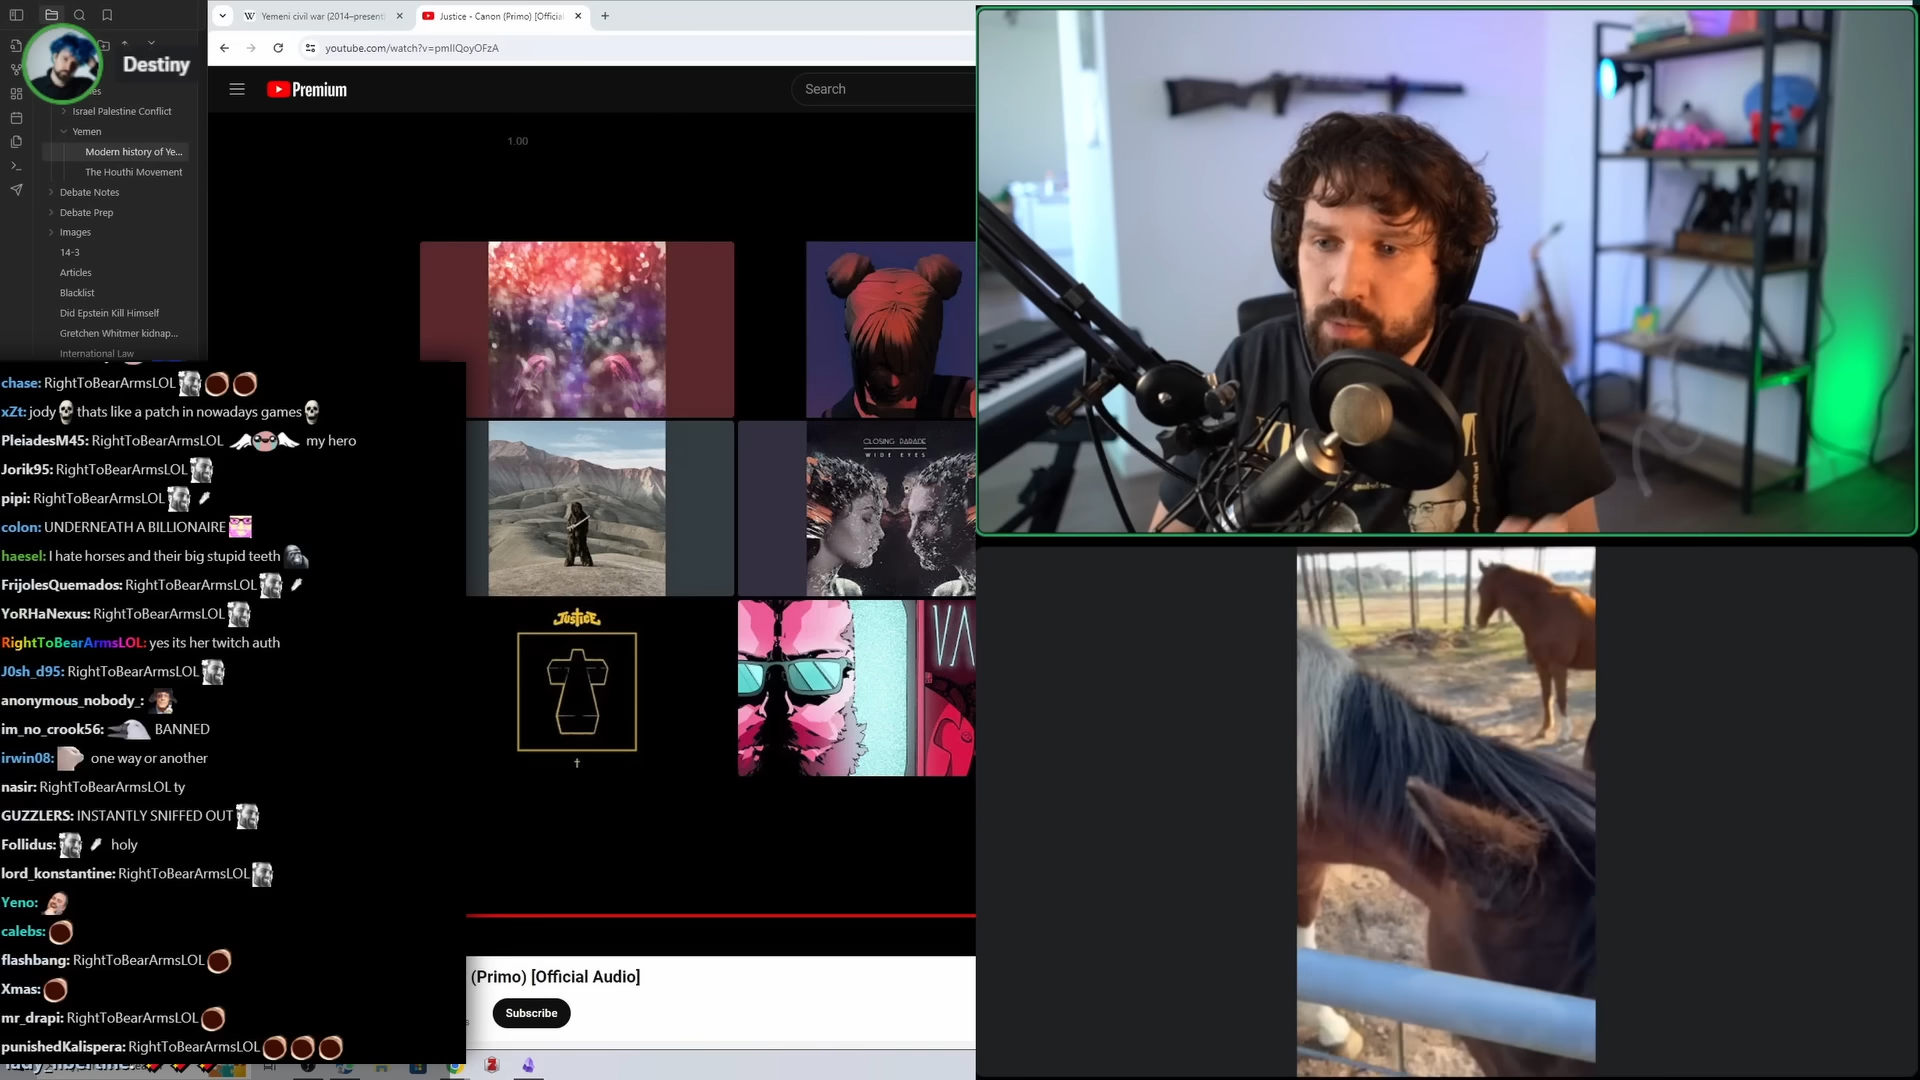 Destiny
Israel Palestine Conflict
Yemen
Modern history of Ye...
The Houthi Movement
Debate Notes
Debate Prep
Images
14-3
Articles
Blacklist
Did Epstein Kill Himself
Gretchen Whitmer kidnap...
International Law
Yemeni civil war (2014–present)
Justice - Canon (Primo) [Officia
youtube.com/watch?v=pmIlQoyOFzA
Premium
Search
1.00
CLOSING PARADE
WIDE EYES
JUSTICE
†
VA
(Primo) [Official Audio]
Subscribe
chase: RightToBearArmsLOL
xZt: jody thats like a patch in nowadays games
PleiadesM45: RightToBearArmsLOL my hero
Jorik95: RightToBearArmsLOL
pipi: RightToBearArmsLOL
colon: UNDERNEATH A BILLIONAIRE
haesel: I hate horses and their big stupid teeth
FrijolesQuemados: RightToBearArmsLOL
YoRHaNexus: RightToBearArmsLOL
RightToBearArmsLOL: yes its her twitch auth
J0sh_d95: RightToBearArmsLOL
anonymous_nobody_:
im_no_crook56: BANNED
irwin08: one way or another
nasir: RightToBearArmsLOL ty
GUZZLERS: INSTANTLY SNIFFED OUT
Follidus: holy
lord_konstantine: RightToBearArmsLOL
Yeno:
calebs:
flashbang: RightToBearArmsLOL
Xmas:
mr_drapi: RightToBearArmsLOL
punishedKalispera: RightToBearArmsLOL